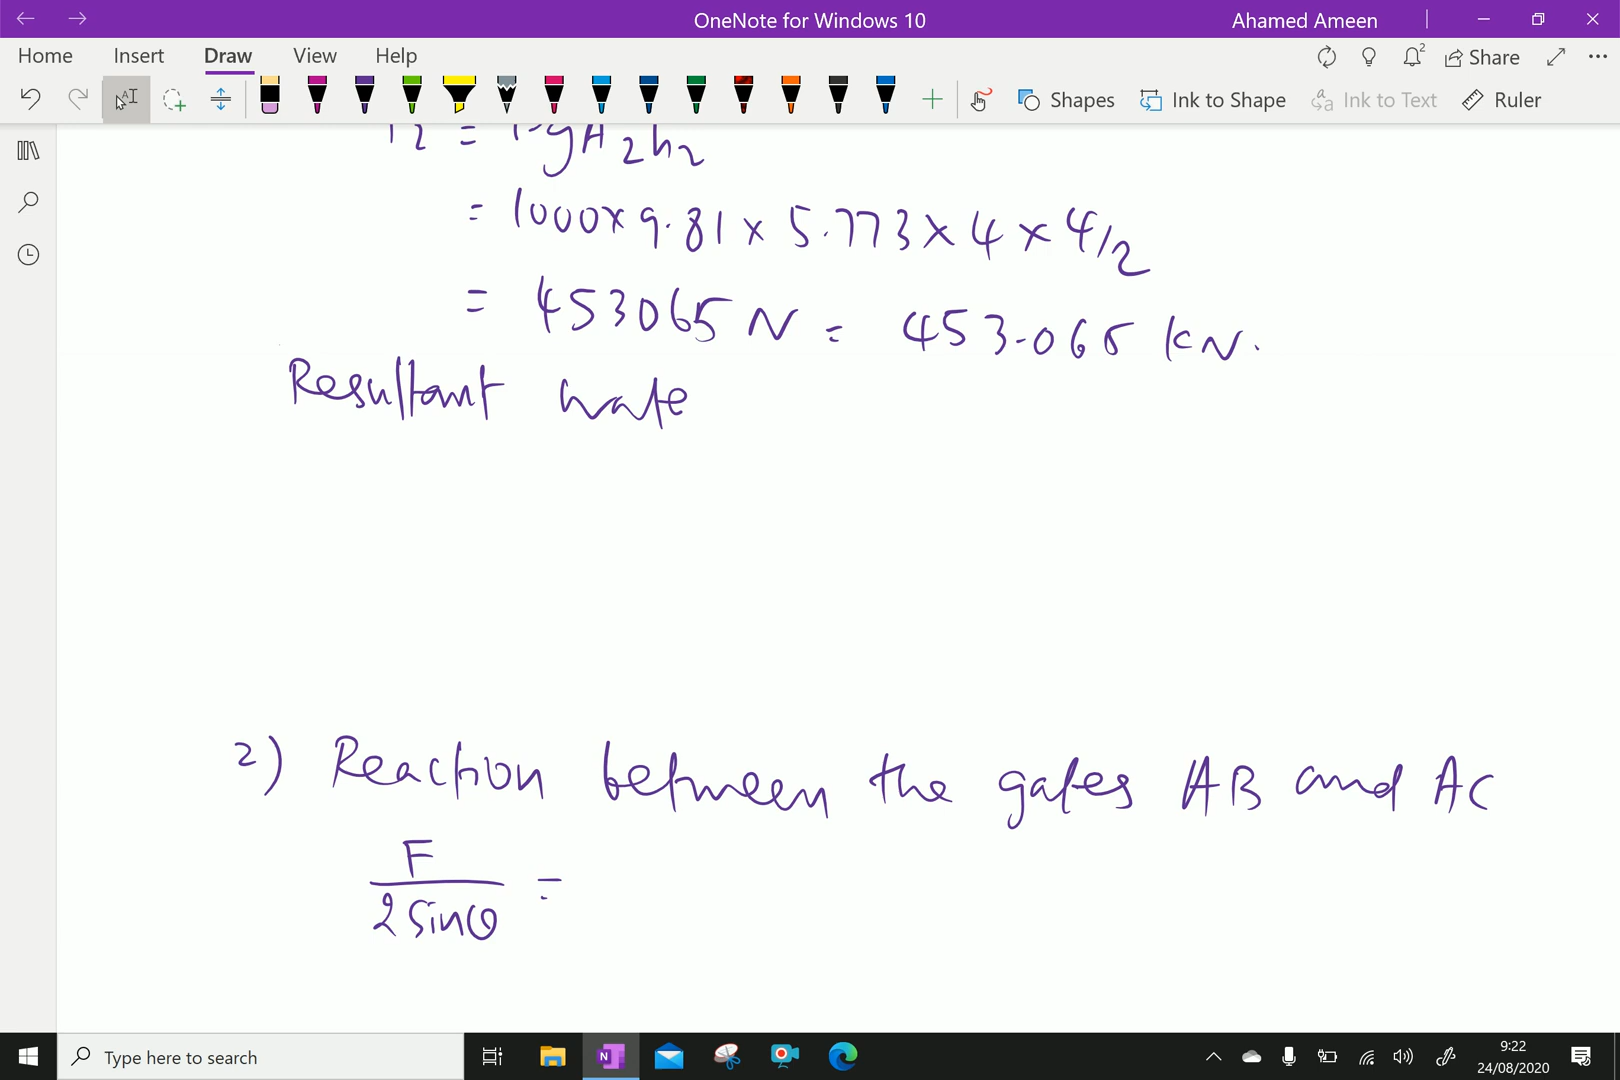 OneNote for Windows 10
Ahamed Ameen
Home Insert Draw View Help
2 Share
Shapes Ink to Shape Ink to Text Ruler
= 1000 × 9.81 × 5.773 × 4 × 4/2
= 453065 N = 453.065 kN.
Resultant wate
2) Reaction between the gates AB and AC
F
2 sinθ =
Type here to search
9:22
24/08/2020